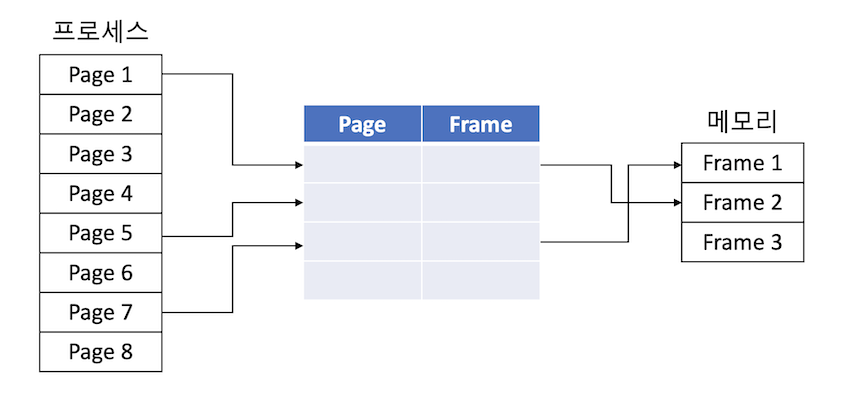 프로세스
Page 1
Page 2
Page 3
Page 4
Page 5
Page 6
Page 7
Page 8
Page Frame
메모리
Frame 1
Frame 2
Frame 3